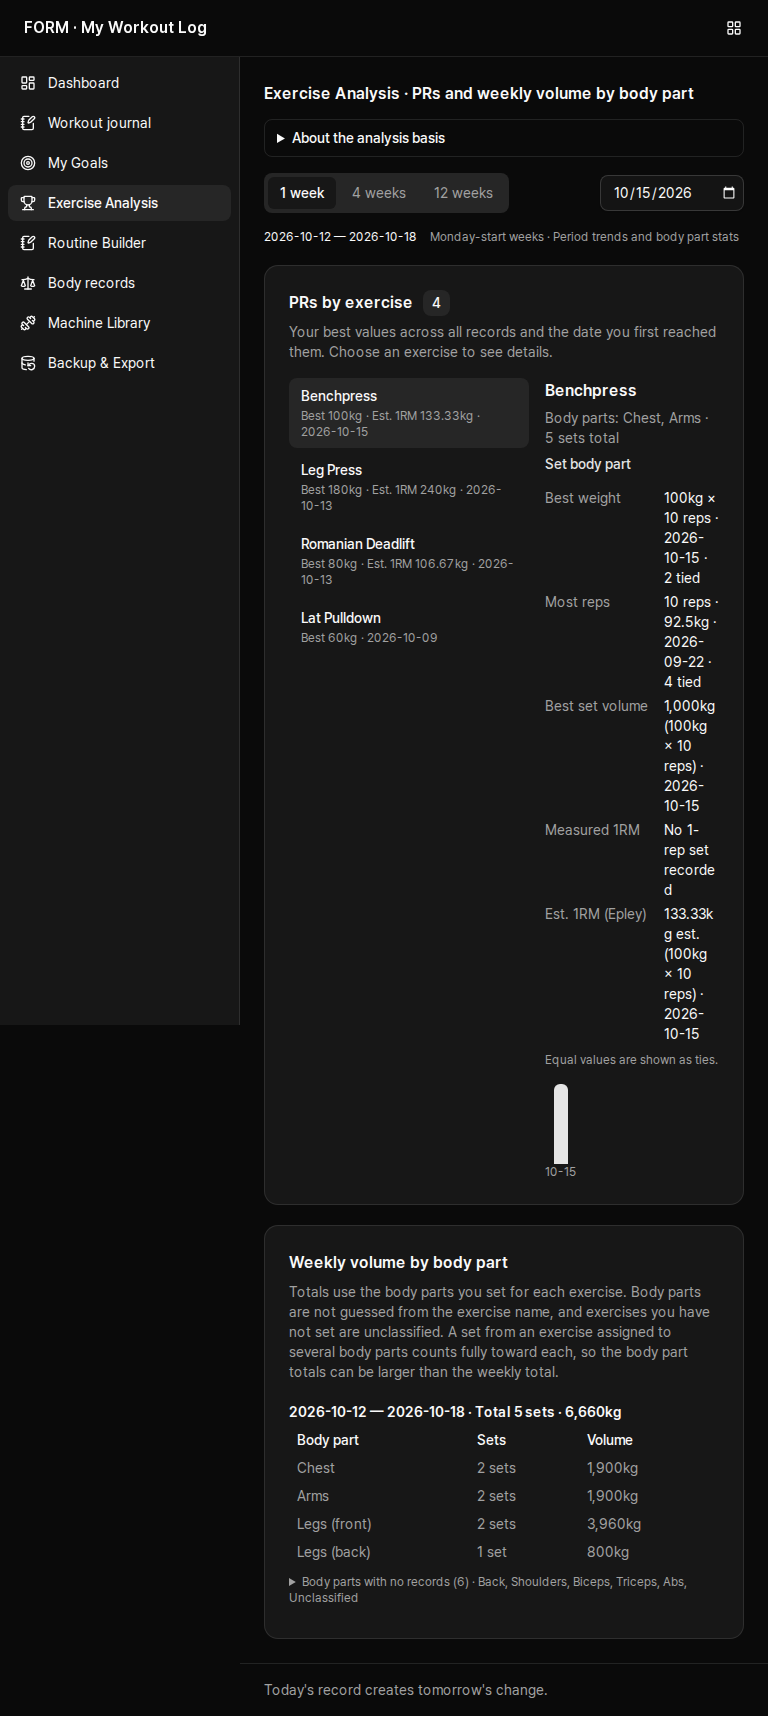 FORM · My Workout Log
Dashboard
Workout journal
My Goals
Exercise Analysis
Routine Builder
Body records
Machine Library
Backup & Export
Exercise Analysis · PRs and weekly volume by body part
About the analysis basis
1 week
4 weeks
12 weeks
10/15/2026
2026-10-12 — 2026-10-18 Monday-start weeks · Period trends and body part stats
PRs by exercise 4
Your best values across all records and the date you first reached
them. Choose an exercise to see details.
Benchpress
Best 100kg · Est. 1RM 133.33kg ·
2026-10-15
Leg Press
Best 180kg · Est. 1RM 240kg · 2026-
10-13
Romanian Deadlift
Best 80kg · Est. 1RM 106.67kg · 2026-
10-13
Lat Pulldown
Best 60kg · 2026-10-09
Benchpress
Body parts: Chest, Arms ·
5 sets total
Set body part
Best weight
100kg ×
10 reps ·
2026-
10-15 ·
2 tied
Most reps
10 reps ·
92.5kg ·
2026-
09-22 ·
4 tied
Best set volume
1,000kg
(100kg
× 10
reps) ·
2026-
10-15
Measured 1RM
No 1-
rep set
recorde
d
Est. 1RM (Epley)
133.33k
g est.
(100kg
× 10
reps) ·
2026-
10-15
Equal values are shown as ties.
10-15
Weekly volume by body part
Totals use the body parts you set for each exercise. Body parts
are not guessed from the exercise name, and exercises you have
not set are unclassified. A set from an exercise assigned to
several body parts counts fully toward each, so the body part
totals can be larger than the weekly total.
2026-10-12 — 2026-10-18 · Total 5 sets · 6,660kg
Body part Sets Volume
Chest 2 sets 1,900kg
Arms 2 sets 1,900kg
Legs (front) 2 sets 3,960kg
Legs (back) 1 set 800kg
Body parts with no records (6) · Back, Shoulders, Biceps, Triceps, Abs,
Unclassified
Today's record creates tomorrow's change.